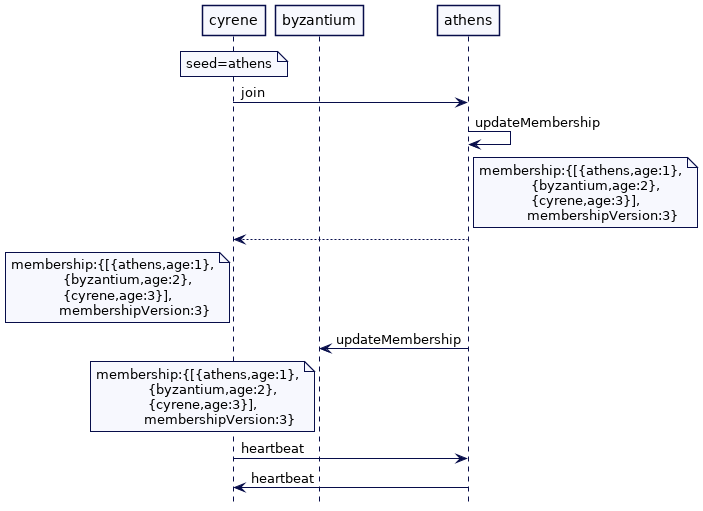 cyrene
byzantium
athens
seed=athens
join
updateMembership
membership:{[{athens,age:1},
{byzantium,age:2},
{cyrene,age:3}],
membershipVersion:3}
membership:{[{athens,age:1},
{byzantium,age:2},
{cyrene,age:3}],
membershipVersion:3}
updateMembership
membership:{[{athens,age:1},
{byzantium,age:2},
{cyrene,age:3}],
membershipVersion:3}
heartbeat
heartbeat